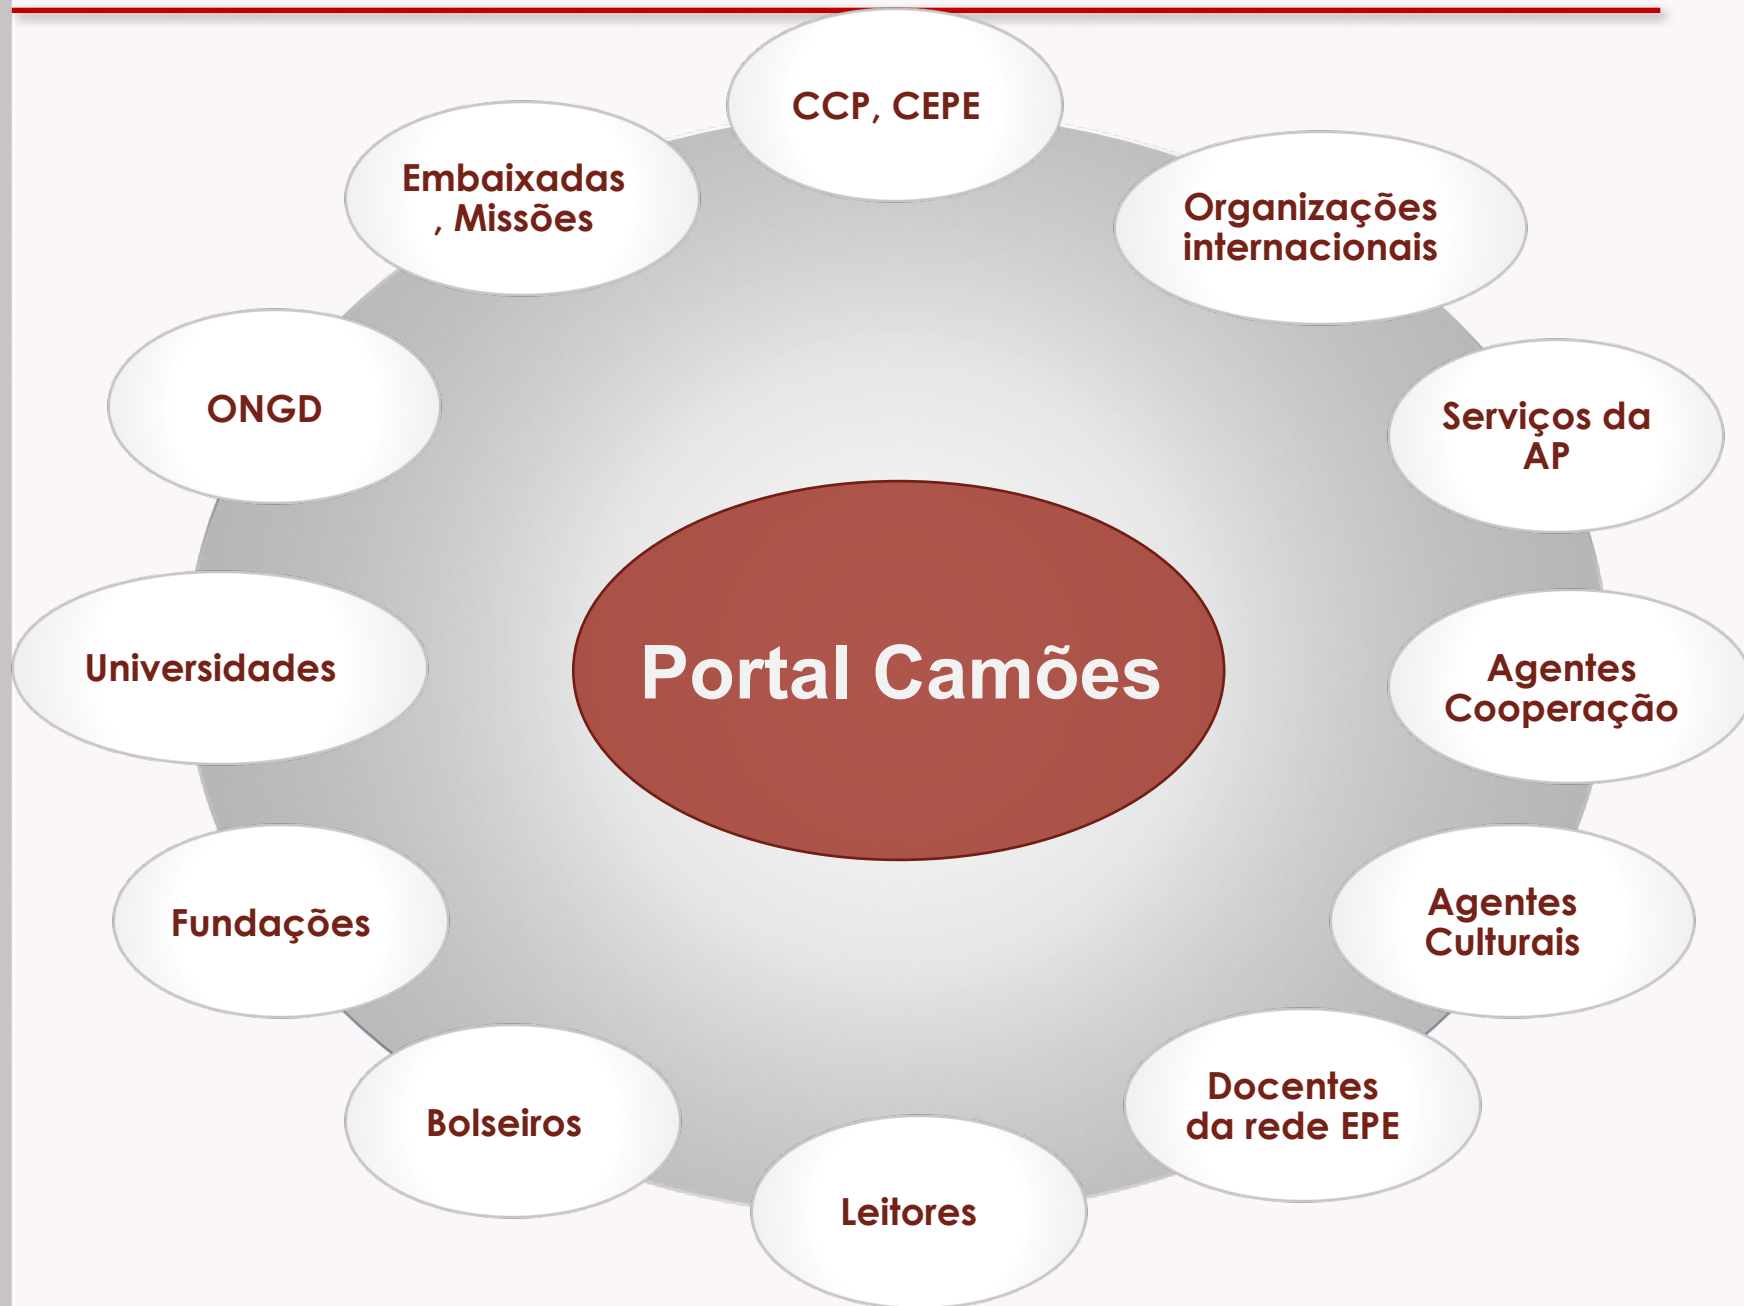 CCP, CEPE
Embaixadas
, Missões
Organizações
internacionais
ONGD
Serviços da
AP
Portal Camões
Universidades
Agentes
Cooperação
Fundações
Agentes
Culturais
Bolseiros
Docentes
da rede EPE
Leitores